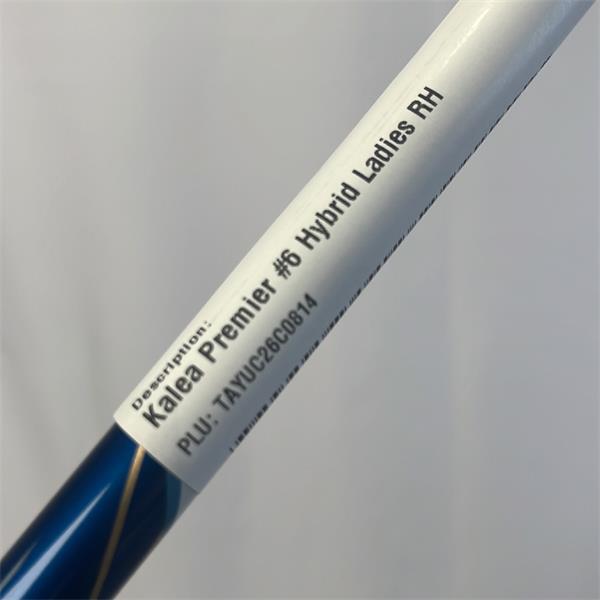 Description:
Kalea Premier #6 Hybrid Ladies RH
PLU: TAYUC26C0814